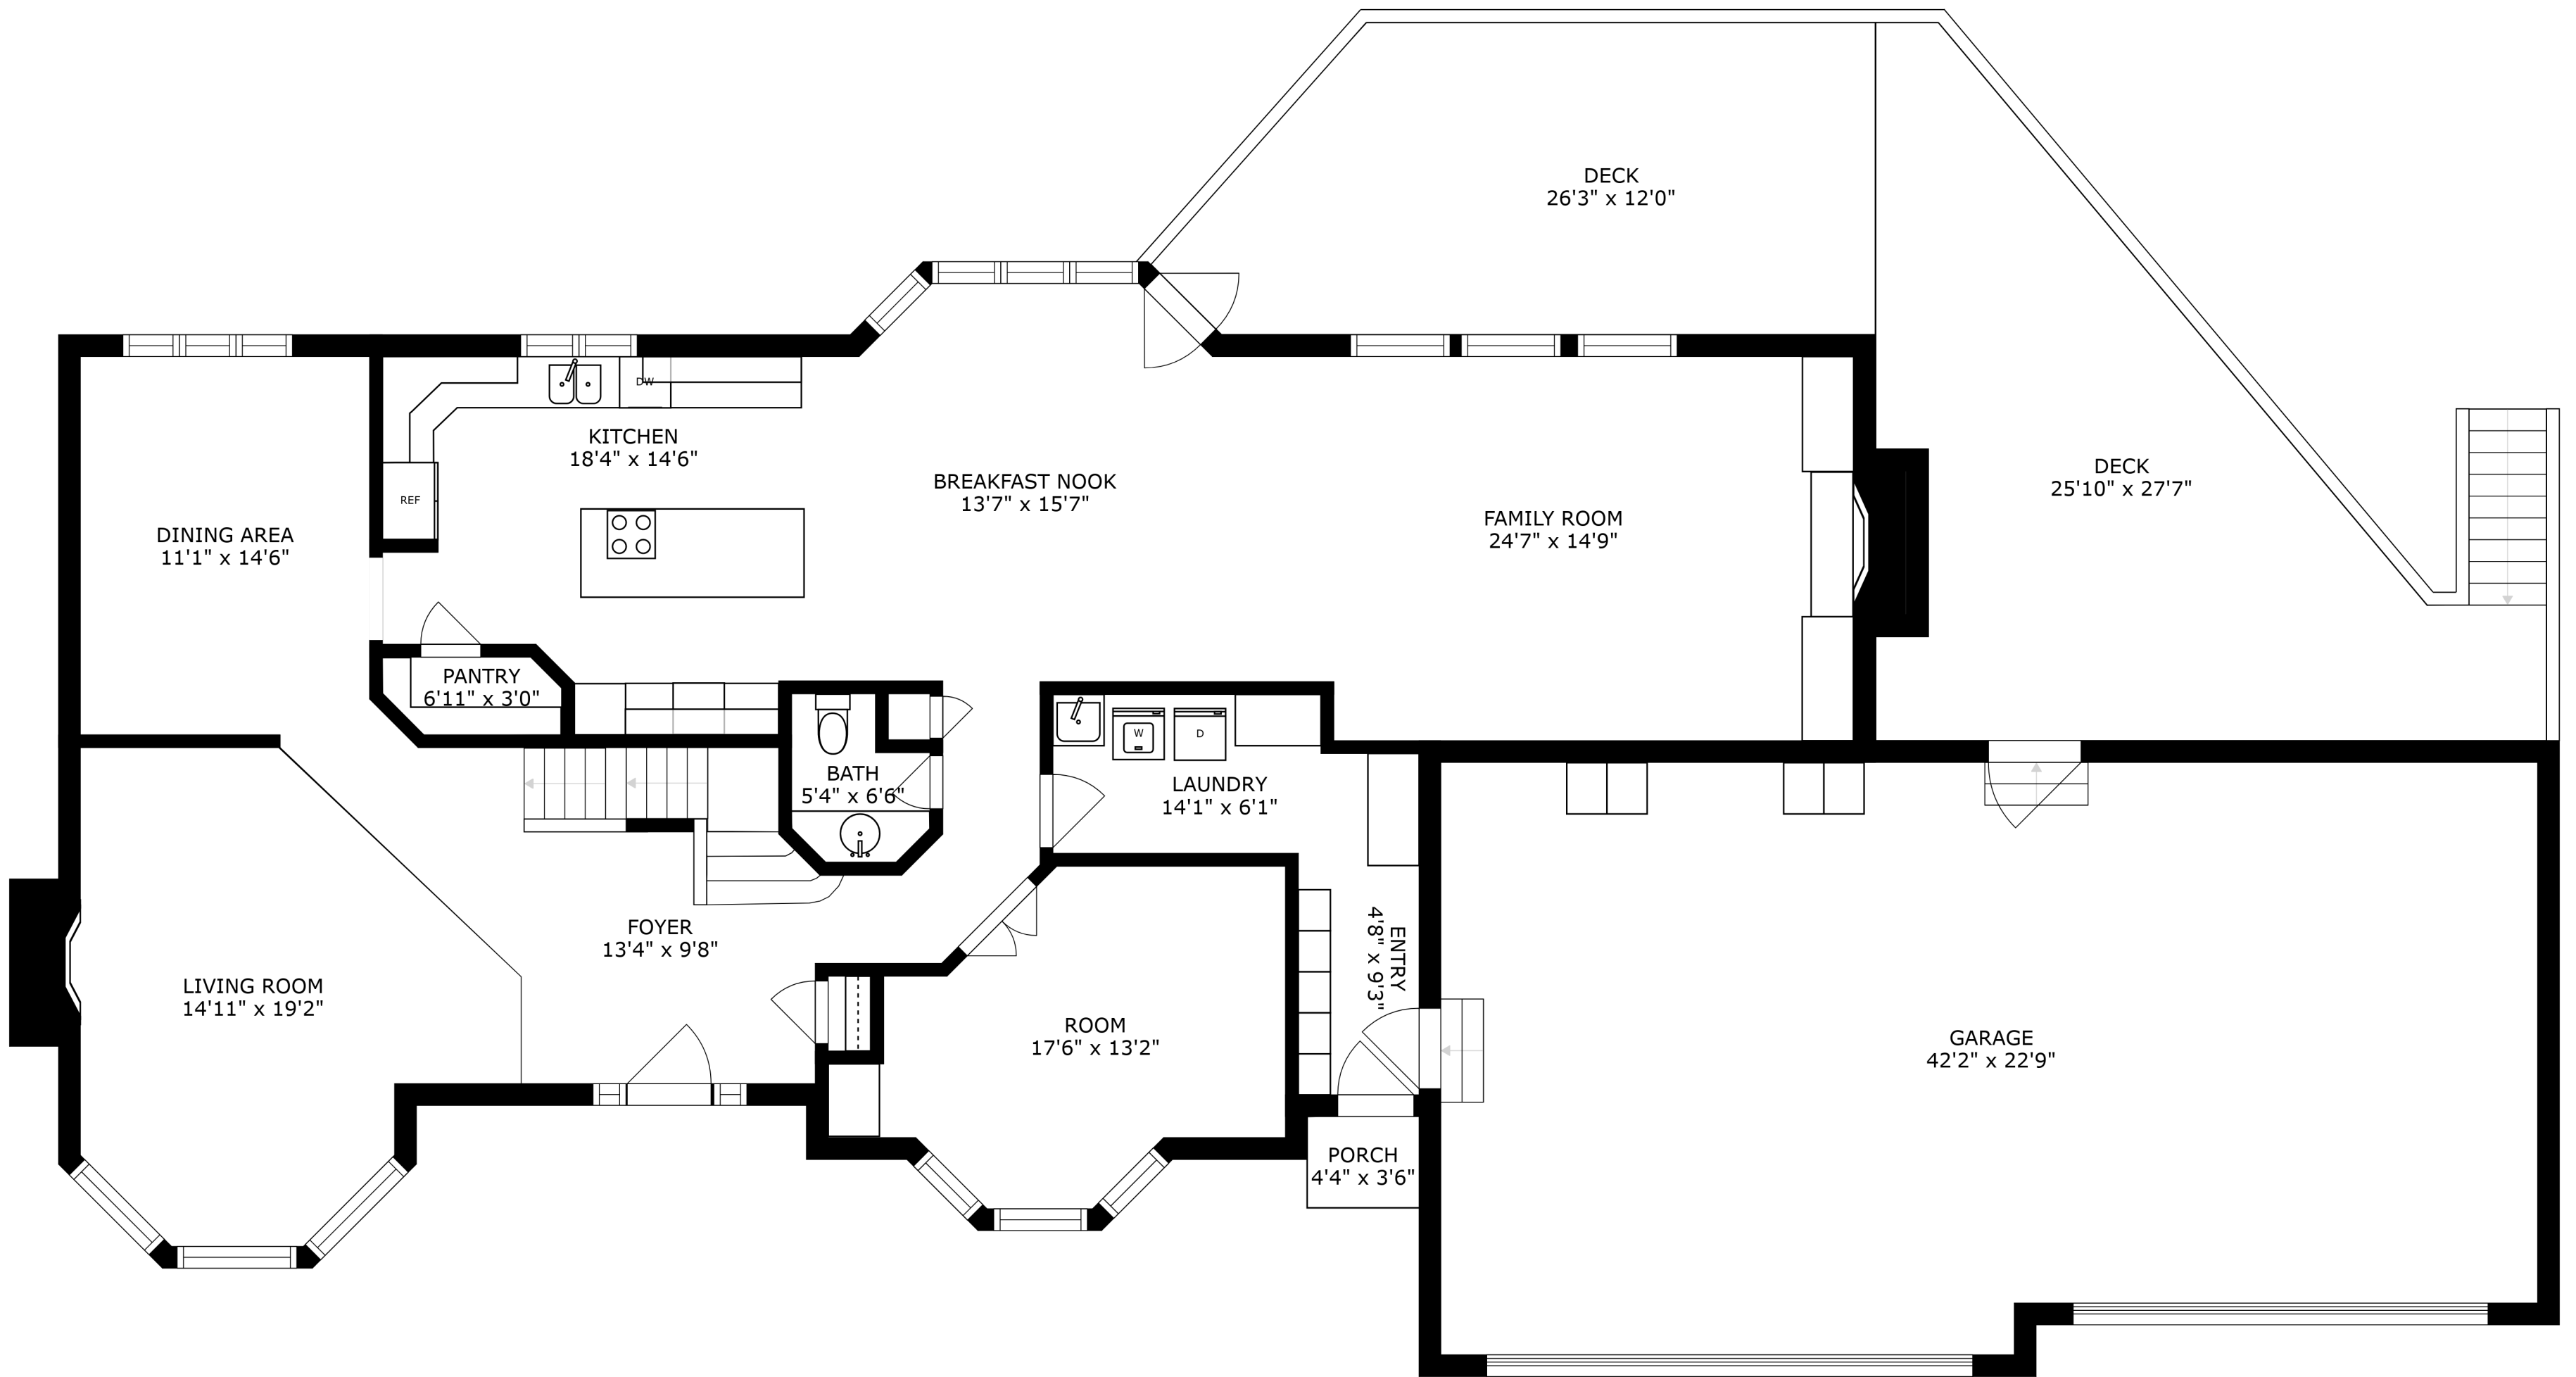 DECK
26'3" x 12'0"
DW
KITCHEN
18'4" x 14'6"
BREAKFAST NOOK
13'7" x 15'7"
DECK
25'10" x 27'7"
REF
FAMILY ROOM
24'7" x 14'9"
DINING AREA
11'1" x 14'6"
PANTRY
6'11" x 3'0"
W
D
BATH
5'4" x 6'6"
LAUNDRY
14'1" x 6'1"
FOYER
13'4" x 9'8"
ENTRY
4'8" x 9'3"
LIVING ROOM
14'11" x 19'2"
ROOM
17'6" x 13'2"
GARAGE
42'2" x 22'9"
PORCH
4'4" x 3'6"